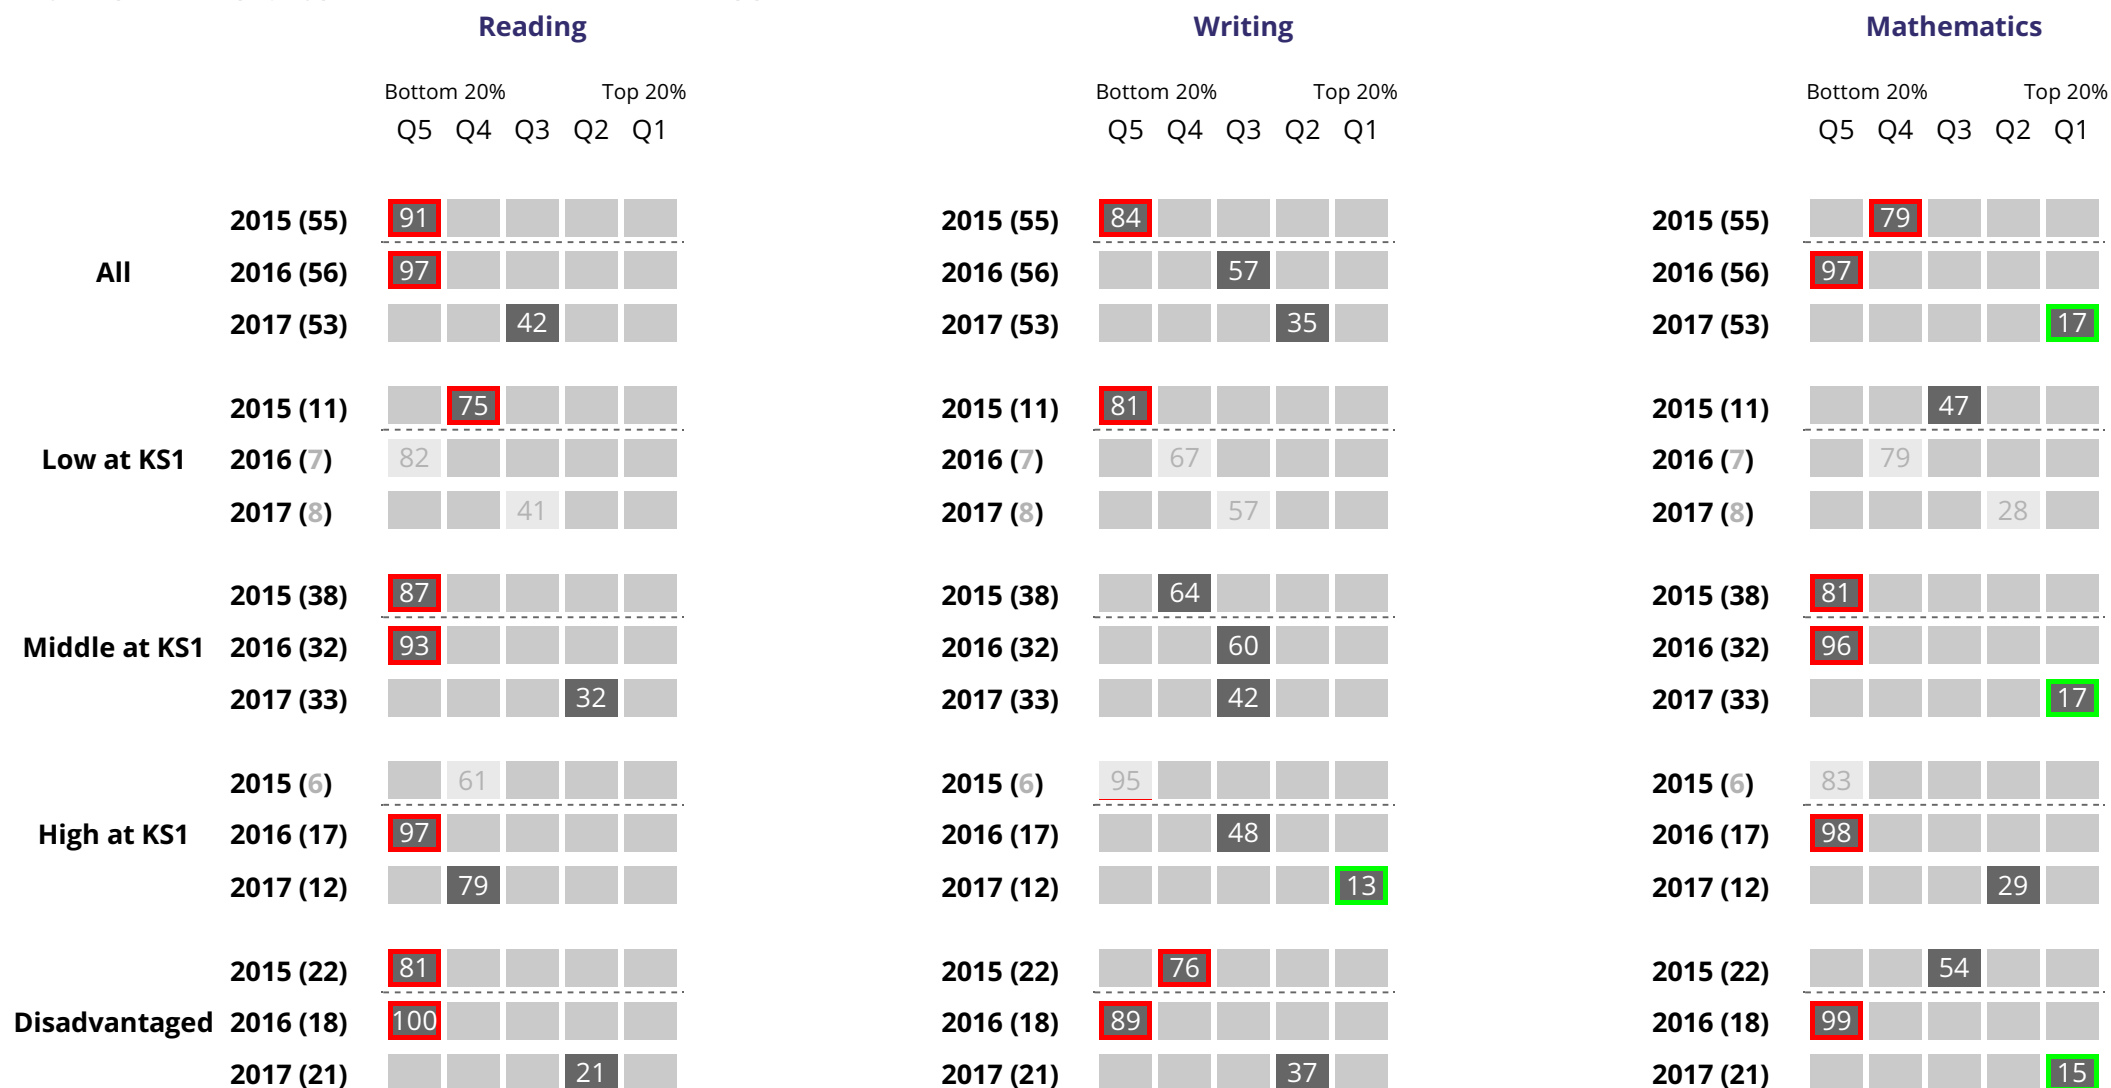 Reading Writing Mathematics
Bottom 20% Top 20% Bottom 20% Top 20% Bottom 20% Top 20%
Q5 Q4 Q3 Q2 Q1 Q5 Q4 Q3 Q2 Q1 Q5 Q4 Q3 Q2 Q1
2015 (55) 91 2015 (55) 84 2015 (55) 79
All 2016 (56) 97 2016 (56) 57 2016 (56) 97
2017 (53) 42 2017 (53) 35 2017 (53) 17
2015 (11) 75 2015 (11) 81 2015 (11) 47
Low at KS1 2016 (7) 82 2016 (7) 67 2016 (7) 79
2017 (8) 41 2017 (8) 57 2017 (8) 28
2015 (38) 87 2015 (38) 64 2015 (38) 81
Middle at KS1 2016 (32) 93 2016 (32) 60 2016 (32) 96
2017 (33) 32 2017 (33) 42 2017 (33) 17
2015 (6) 61 2015 (6) 95 2015 (6) 83
High at KS1 2016 (17) 97 2016 (17) 48 2016 (17) 98
2017 (12) 79 2017 (12) 13 2017 (12) 29
2015 (22) 81 2015 (22) 76 2015 (22) 54
Disadvantaged 2016 (18) 100 2016 (18) 89 2016 (18) 99
2017 (21) 21 2017 (21) 37 2017 (21) 15